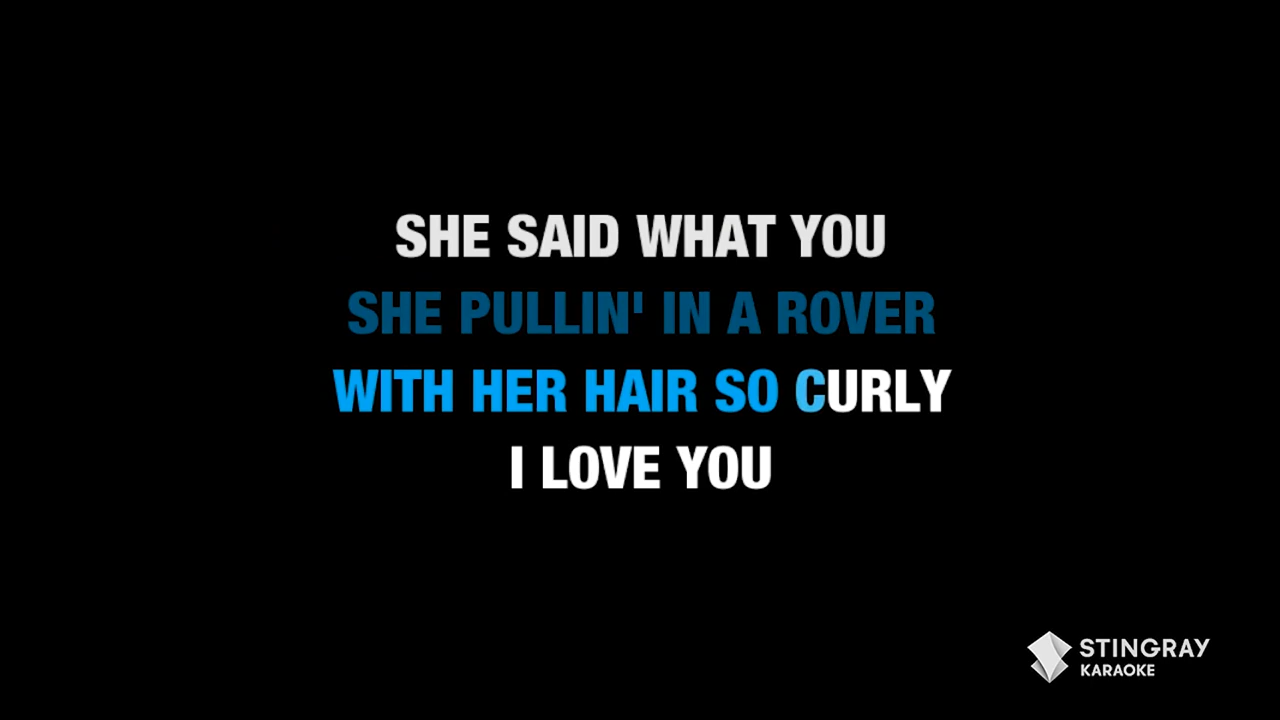 SHE SAID WHAT YOU
SHE PULLIN' IN A ROVER
WITH HER HAIR SO CURLY
I LOVE YOU
STINGRAY
KARAOKE